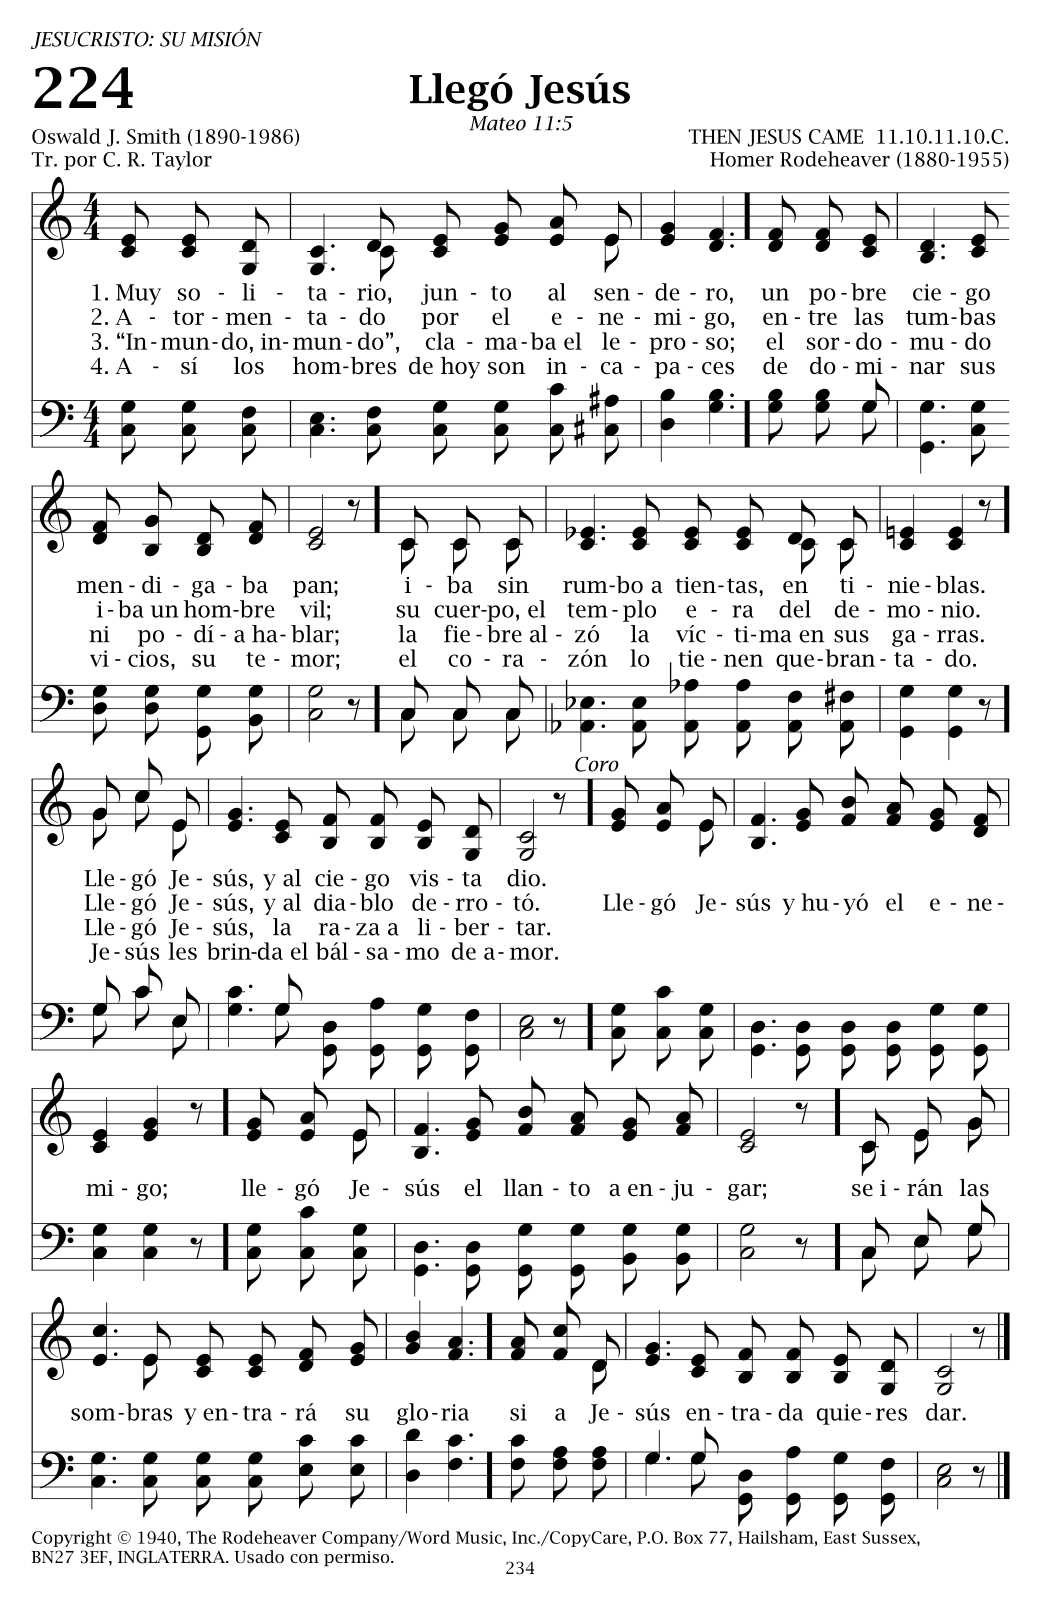 JESUCRISTO: SU MISIÓN
224
Llegó Jesús
Mateo 11:5
Oswald J. Smith (1890-1986)
THEN JESUS CAME 11.10.11.10.C.
Tr. por C. R. Taylor
Homer Rodeheaver (1880-1955)
1. Muy so - li - ta - rio, jun - to al sen - de - ro, un po - bre cie - go
2. A - tor - men - ta - do por el e - ne - mi - go, en - tre las tum - bas
3. “In - mun - do, in - mun - do”, cla - ma - ba el le - pro - so; el sor - do - mu - do
4. A - sí los hom - bres de hoy son in - ca - pa - ces de do - mi - nar sus
men - di - ga - ba pan; i - ba sin rum - bo a tien - tas, en ti - nie - blas.
i - ba un hom - bre vil; su cuer - po, el tem - plo e - ra del de - mo - nio.
ni po - dí - a ha - blar; la fie - bre al - zó la víc - ti - ma en sus ga - rras.
vi - cios, su te - mor; el co - ra - zón lo tie - nen que - bran - ta - do.
Coro
Lle - gó Je - sús, y al cie - go vis - ta dio.
Lle - gó Je - sús, y al dia - blo de - rro - tó. Lle - gó Je - sús y hu - yó el e - ne -
Lle - gó Je - sús, la ra - za a li - ber - tar.
Je - sús les brin - da el bál - sa - mo de a - mor.
mi - go; lle - gó Je - sús el llan - to a en - ju - gar; se i - rán las
som - bras y en - tra - rá su glo - ria si a Je - sús en - tra - da quie - res dar.
Copyright © 1940, The Rodeheaver Company/Word Music, Inc./CopyCare, P.O. Box 77, Hailsham, East Sussex,
BN27 3EF, INGLATERRA. Usado con permiso.
234